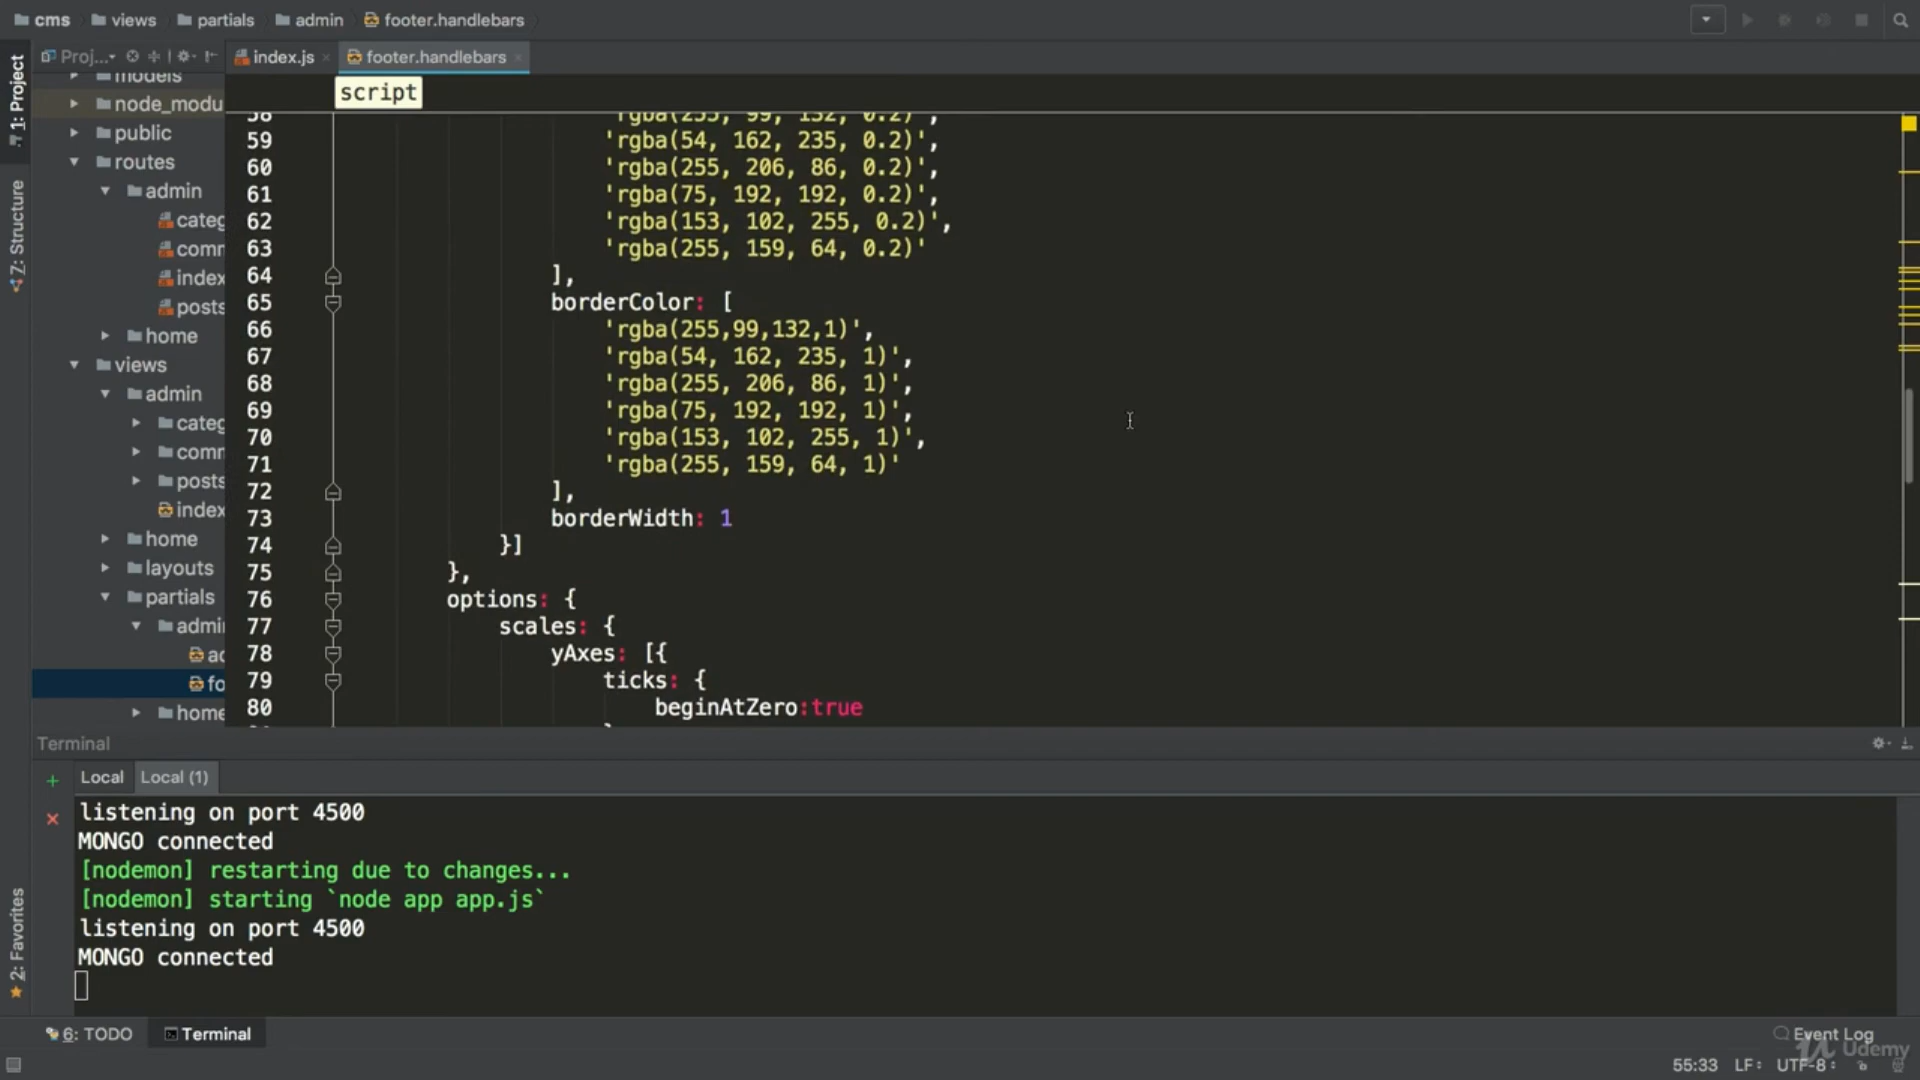 cms views partials admin footer.handlebars
1: Project
Proj...
index.js
footer.handlebars
script
models
node_modu
public
routes
admin
categ
comm
index
posts
home
views
admin
categ
comm
posts
index
home
layouts
partials
admin
ac
fo
home
Z: Structure
2: Favorites
58 'rgba(255, 99, 132, 0.2)',
59 'rgba(54, 162, 235, 0.2)',
60 'rgba(255, 206, 86, 0.2)',
61 'rgba(75, 192, 192, 0.2)',
62 'rgba(153, 102, 255, 0.2)',
63 'rgba(255, 159, 64, 0.2)'
64 ],
65 borderColor: [
66 'rgba(255,99,132,1)',
67 'rgba(54, 162, 235, 1)',
68 'rgba(255, 206, 86, 1)',
69 'rgba(75, 192, 192, 1)',
70 'rgba(153, 102, 255, 1)',
71 'rgba(255, 159, 64, 1)'
72 ],
73 borderWidth: 1
74 }]
75 },
76 options: {
77 scales: {
78 yAxes: [{
79 ticks: {
80 beginAtZero:true
Terminal
Local Local (1)
listening on port 4500
MONGO connected
[nodemon] restarting due to changes...
[nodemon] starting `node app app.js`
listening on port 4500
MONGO connected
6: TODO Terminal
Event Log
Udemy
55:33 LF: UTF-8: